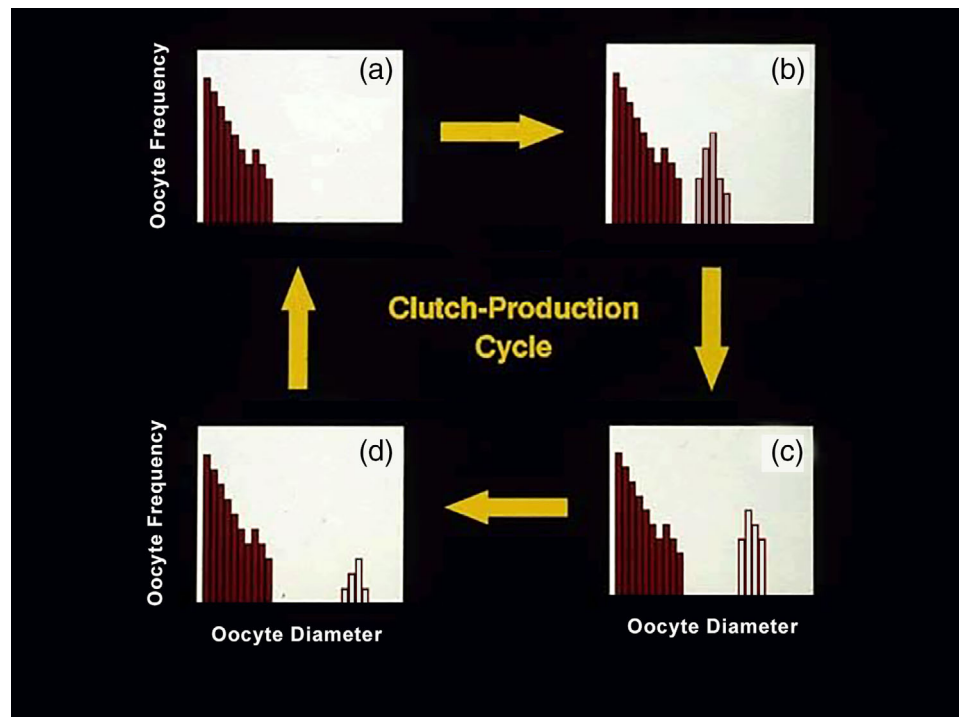 (a)
(b)
Oocyte Frequency
Clutch-Production
Cycle
(d)
(c)
Oocyte Frequency
Oocyte Diameter
Oocyte Diameter